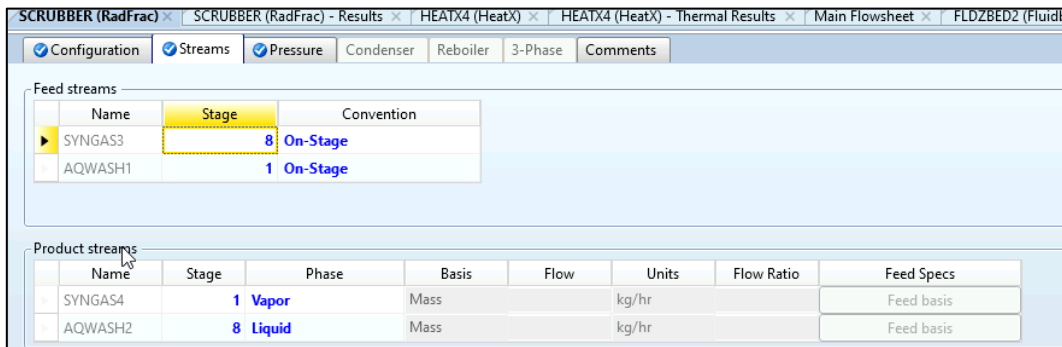 SCRUBBER (RadFrac) × SCRUBBER (RadFrac) - Results × HEATX4 (HeatX) × HEATX4 (HeatX) - Thermal Results × Main Flowsheet × FLDZBED2 (Fluidb
Configuration Streams Pressure Condenser Reboiler 3-Phase Comments
Feed streams
Name Stage Convention
SYNGAS3 8 On-Stage
AQWASH1 1 On-Stage
Product streams
Name Stage Phase Basis Flow Units Flow Ratio Feed Specs
SYNGAS4 1 Vapor Mass kg/hr Feed basis
AQWASH2 8 Liquid Mass kg/hr Feed basis